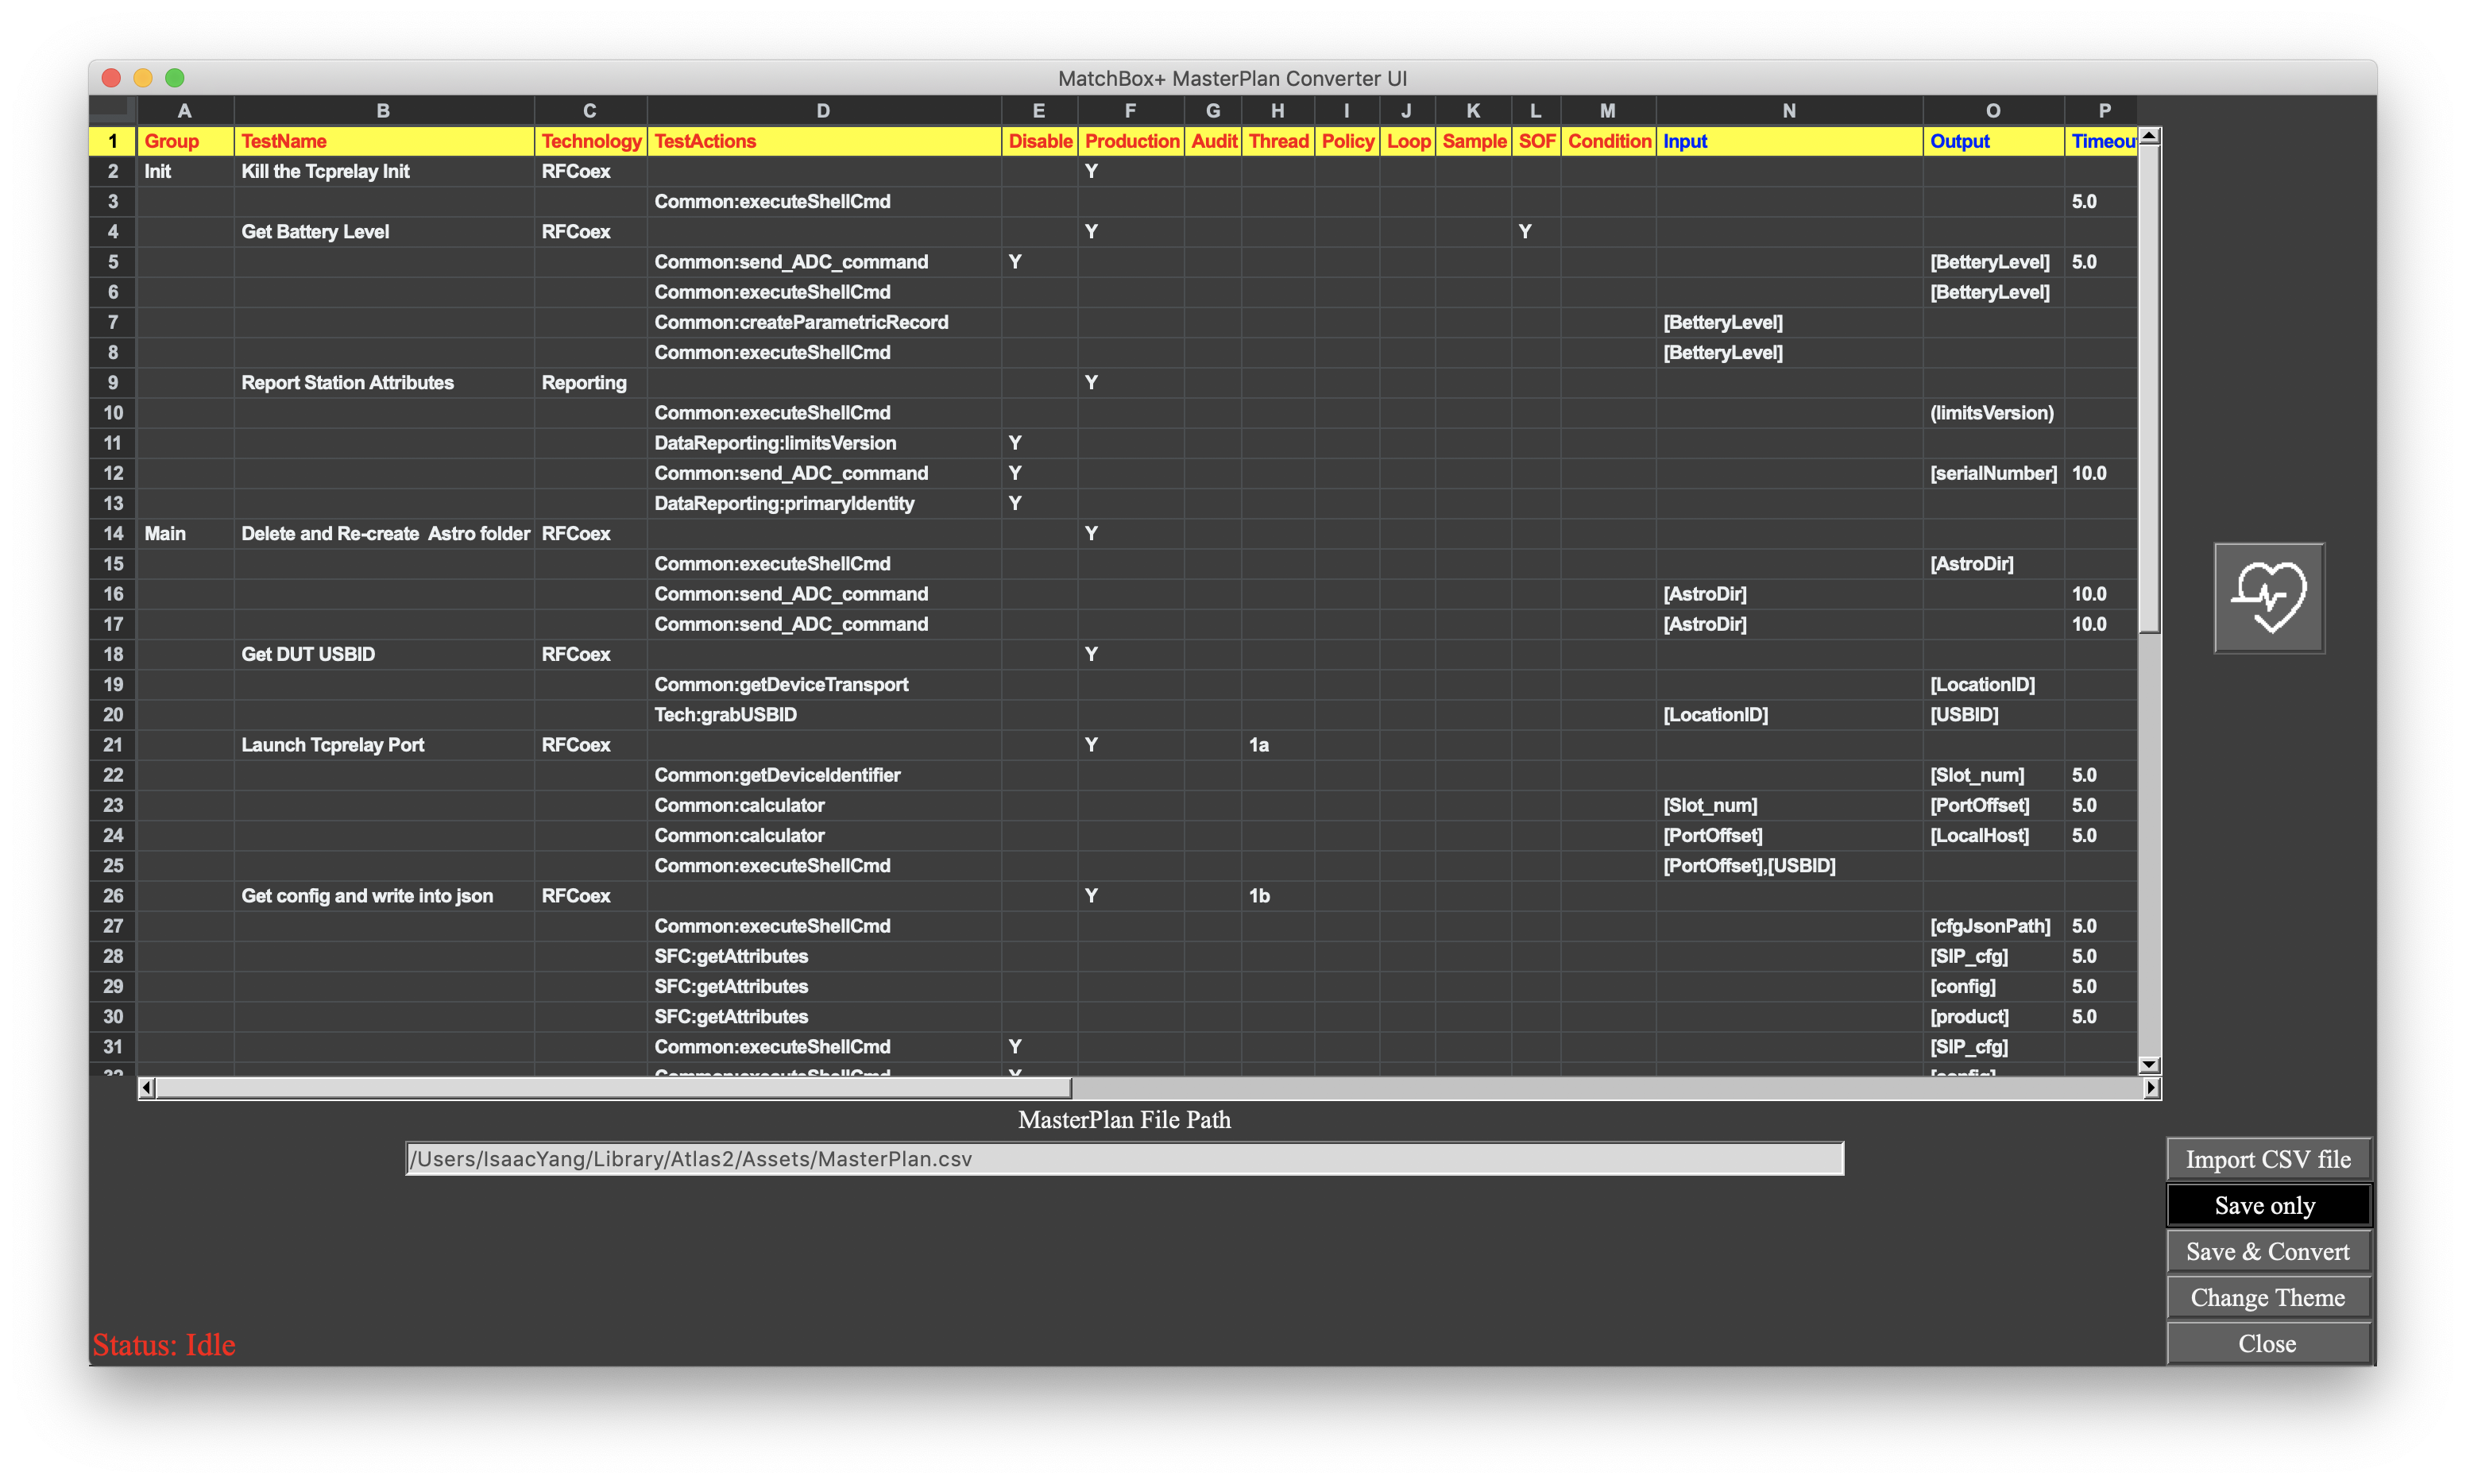 MatchBox+ MasterPlan Converter UI
A B C D E F G H I J K L M N O P
1 Group TestName Technology TestActions Disable Production Audit Thread Policy Loop Sample SOF Condition Input Output Timeou
2 Init Kill the Tcprelay Init RFCoex Y
3 Common:executeShellCmd 5.0
4 Get Battery Level RFCoex Y Y
5 Common:send_ADC_command Y [BetteryLevel] 5.0
6 Common:executeShellCmd [BetteryLevel]
7 Common:createParametricRecord [BetteryLevel]
8 Common:executeShellCmd [BetteryLevel]
9 Report Station Attributes Reporting Y
10 Common:executeShellCmd (limitsVersion)
11 DataReporting:limitsVersion Y
12 Common:send_ADC_command Y [serialNumber] 10.0
13 DataReporting:primaryIdentity Y
14 Main Delete and Re-create  Astro folder RFCoex Y
15 Common:executeShellCmd [AstroDir]
16 Common:send_ADC_command [AstroDir] 10.0
17 Common:send_ADC_command [AstroDir] 10.0
18 Get DUT USBID RFCoex Y
19 Common:getDeviceTransport [LocationID]
20 Tech:grabUSBID [LocationID] [USBID]
21 Launch Tcprelay Port RFCoex Y 1a
22 Common:getDeviceIdentifier [Slot_num] 5.0
23 Common:calculator [Slot_num] [PortOffset] 5.0
24 Common:calculator [PortOffset] [LocalHost] 5.0
25 Common:executeShellCmd [PortOffset],[USBID]
26 Get config and write into json RFCoex Y 1b
27 Common:executeShellCmd [cfgJsonPath] 5.0
28 SFC:getAttributes [SIP_cfg] 5.0
29 SFC:getAttributes [config] 5.0
30 SFC:getAttributes [product] 5.0
31 Common:executeShellCmd Y [SIP_cfg]
32 Common:executeShellCmd Y [config]
MasterPlan File Path
/Users/IsaacYang/Library/Atlas2/Assets/MasterPlan.csv
Import CSV file
Save only
Save & Convert
Change Theme
Close
Status: Idle